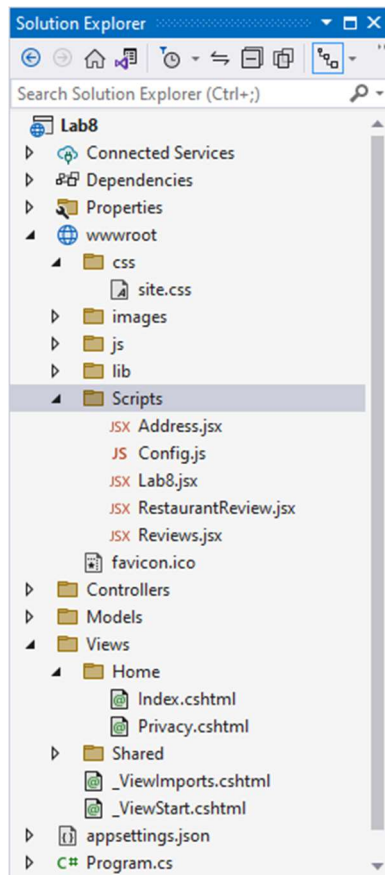 Solution Explorer
Search Solution Explorer (Ctrl+;)
Lab8
Connected Services
Dependencies
Properties
wwwroot
css
site.css
images
js
lib
Scripts
JSX Address.jsx
JS Config.js
JSX Lab8.jsx
JSX RestaurantReview.jsx
JSX Reviews.jsx
favicon.ico
Controllers
Models
Views
Home
@ Index.cshtml
@ Privacy.cshtml
Shared
@ _ViewImports.cshtml
@ _ViewStart.cshtml
appsettings.json
C# Program.cs